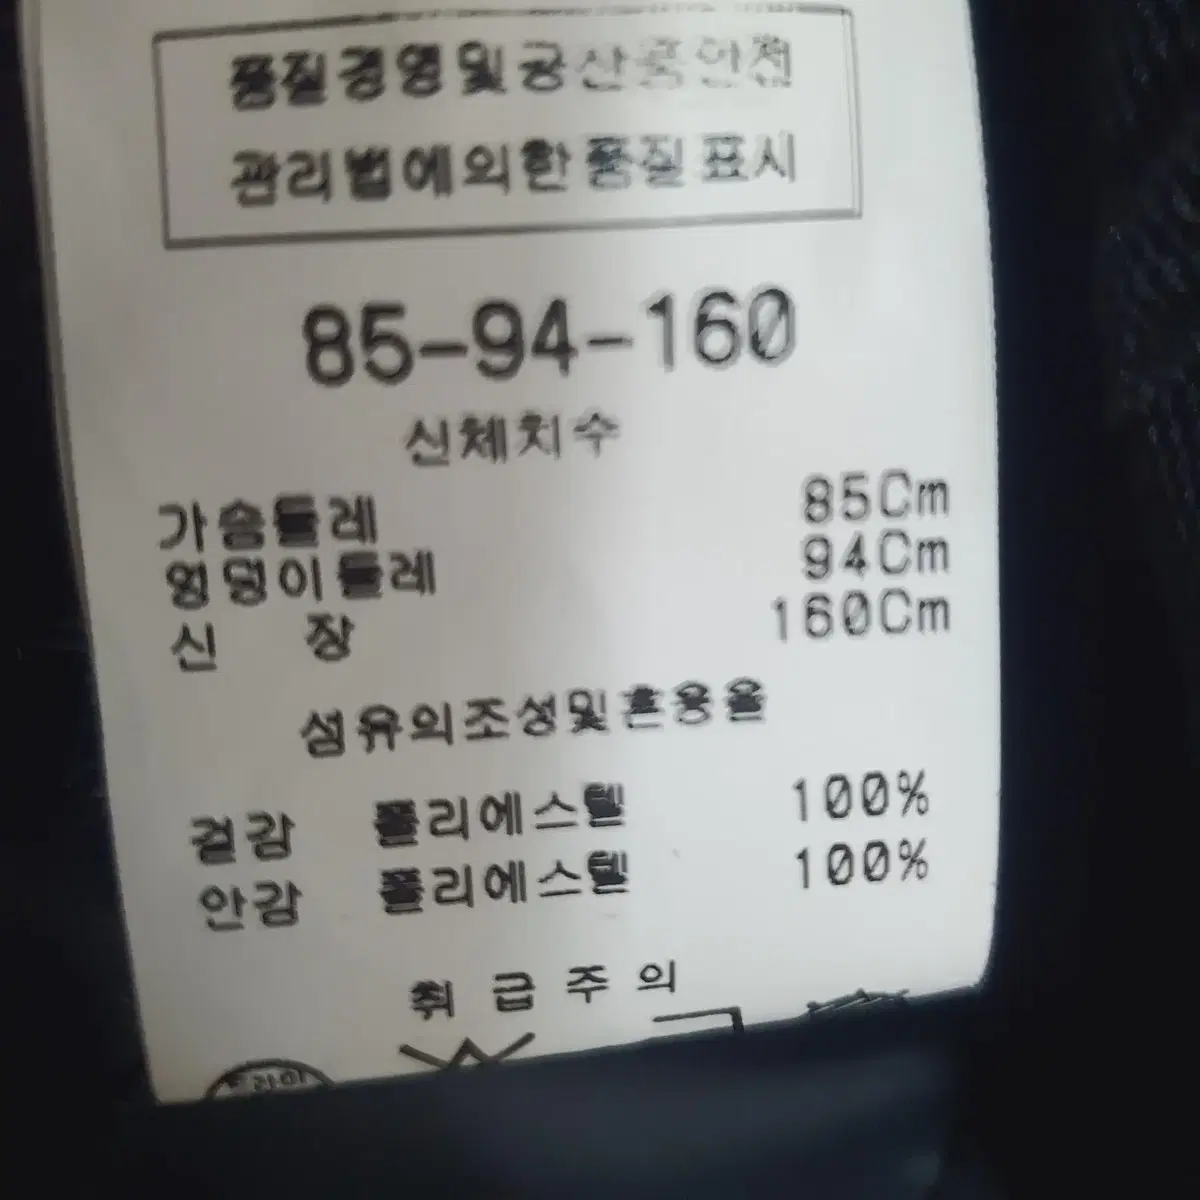 품질경영및공산품안전
관리법에의한품질표시
85-94-160
신체치수
가슴둘레 85Cm
엉덩이둘레 94Cm
신 장 160Cm
섬유의조성및혼용율
겉감 폴리에스텔 100%
안감 폴리에스텔 100%
취급주의
드라이